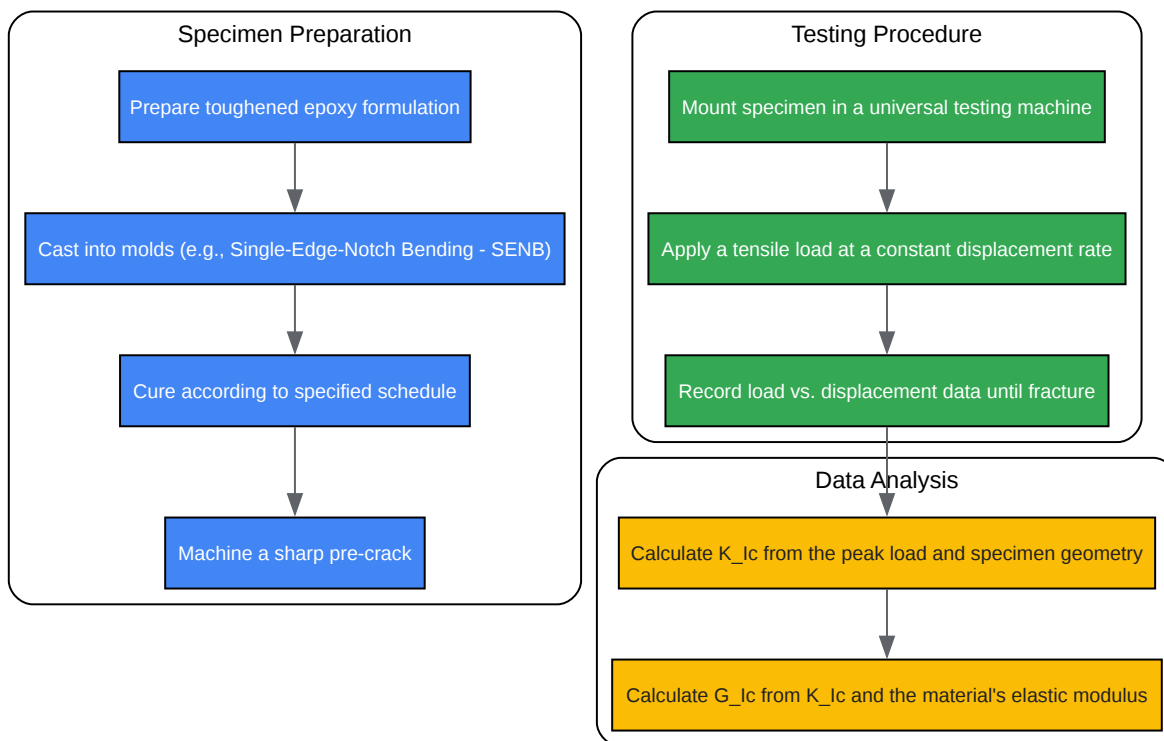 Specimen Preparation
Prepare toughened epoxy formulation
Cast into molds (e.g., Single-Edge-Notch Bending - SENB)
Cure according to specified schedule
Machine a sharp pre-crack
Testing Procedure
Mount specimen in a universal testing machine
Apply a tensile load at a constant displacement rate
Record load vs. displacement data until fracture
Data Analysis
Calculate K_Ic from the peak load and specimen geometry
Calculate G_Ic from K_Ic and the material's elastic modulus